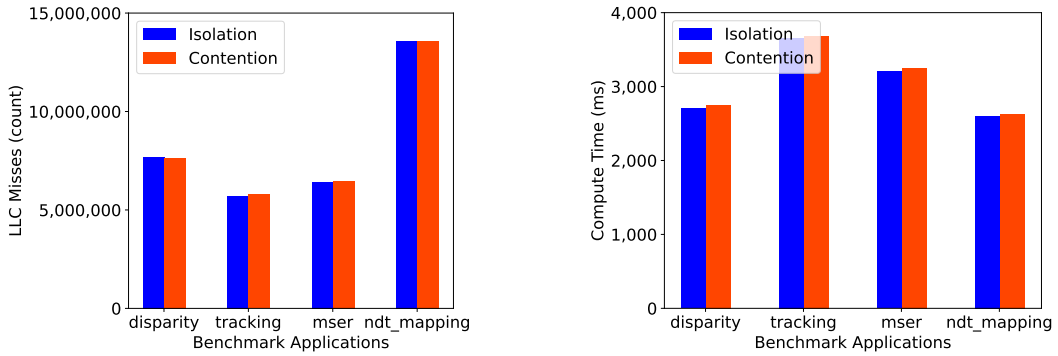 15,000,000
10,000,000
5,000,000
0
LLC Misses (count)
Isolation
Contention
disparity tracking mser ndt_mapping
Benchmark Applications
4,000
3,000
2,000
1,000
0
Compute Time (ms)
Isolation
Contention
disparity tracking mser ndt_mapping
Benchmark Applications